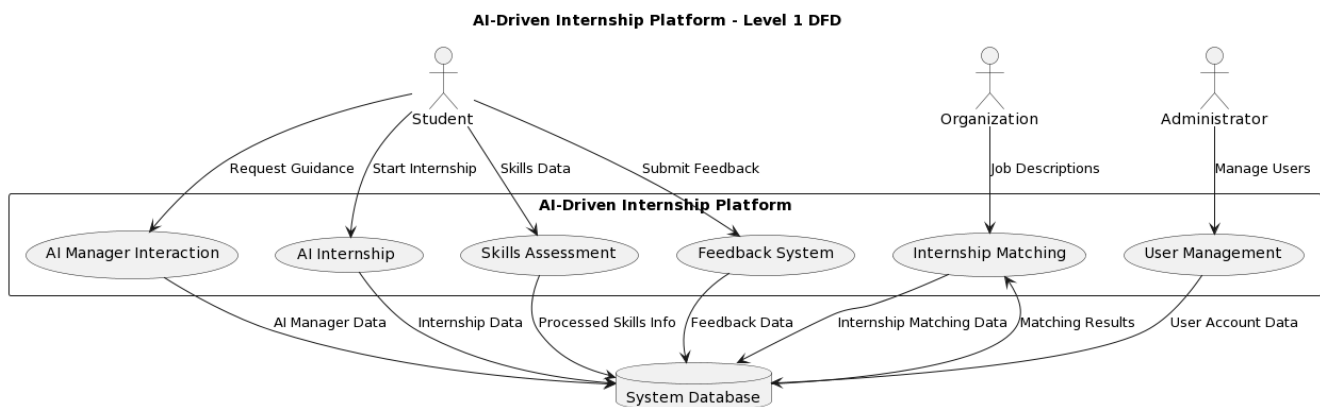 AI-Driven Internship Platform - Level 1 DFD
Student
Organization
Administrator
Request Guidance
Start Internship
Skills Data
Submit Feedback
Job Descriptions
Manage Users
AI-Driven Internship Platform
AI Manager Interaction
AI Internship
Skills Assessment
Feedback System
Internship Matching
User Management
AI Manager Data
Internship Data
Processed Skills Info
Feedback Data
Internship Matching Data
Matching Results
User Account Data
System Database